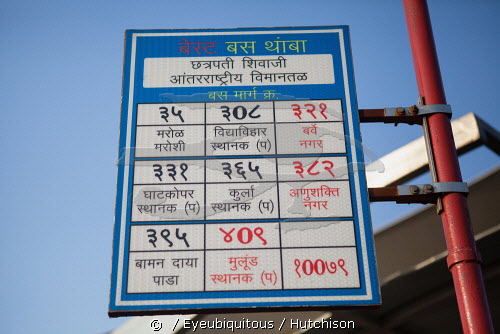 बेस्ट बस थांबा
छत्रपती शिवाजी
आंतरराष्ट्रीय विमानतळ
बस मार्ग क्र.
३५ ३०८ ३२१
मरोळ विद्याविहार बर्वे
मरोशी स्थानक (प) नगर
३३१ ३६५ ३८२
घाटकोपर कुर्ला अणुशक्ति
स्थानक (प) स्थानक (प) नगर
३९५ ४०९
बामन दाया मुलूंड १००७९
पाडा स्थानक (प)
© / Eyeubiquitous / Hutchison